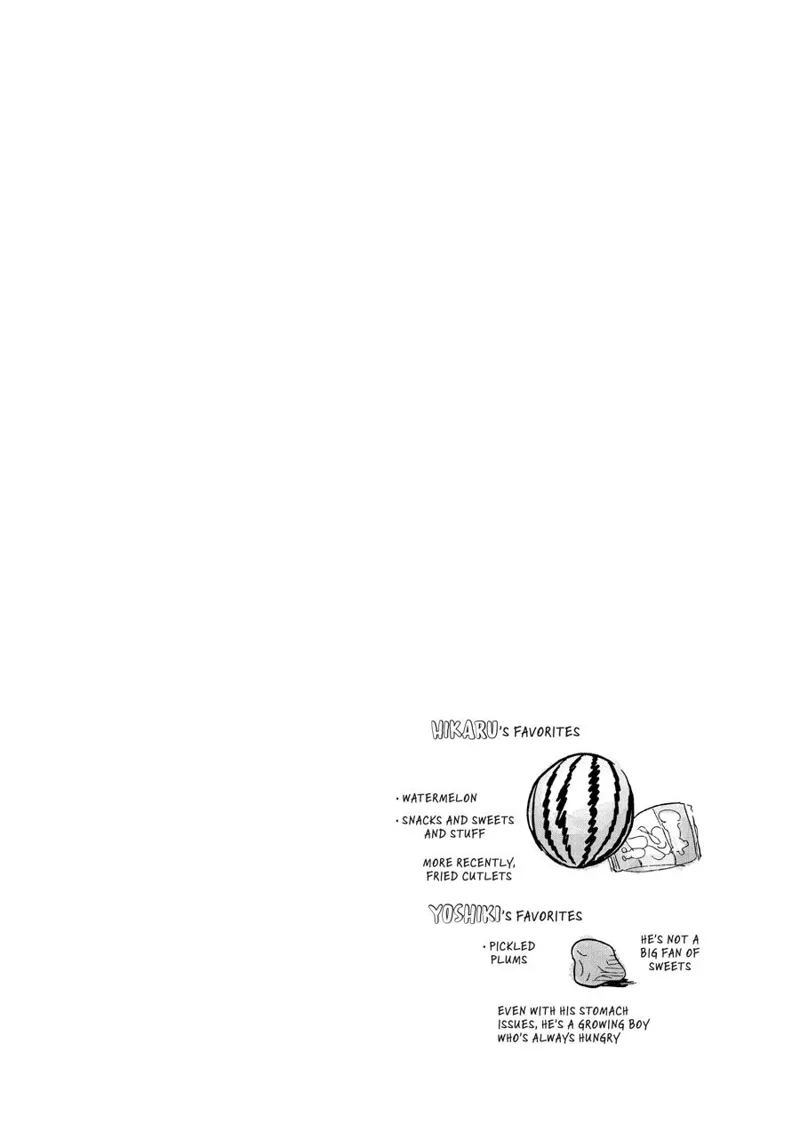 HIKARU'S FAVORITES
· WATERMELON
· SNACKS AND SWEETS
AND STUFF
MORE RECENTLY,
FRIED CUTLETS
YOSHIKI'S FAVORITES
· PICKLED
PLUMS
HE'S NOT A
BIG FAN OF
SWEETS
EVEN WITH HIS STOMACH
ISSUES, HE'S A GROWING BOY
WHO'S ALWAYS HUNGRY